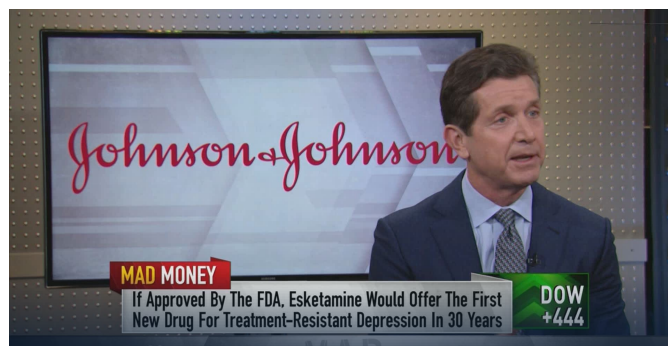 Johnson & Johnson
MAD MONEY
If Approved By The FDA, Esketamine Would Offer The First
New Drug For Treatment-Resistant Depression In 30 Years
DOW
+444